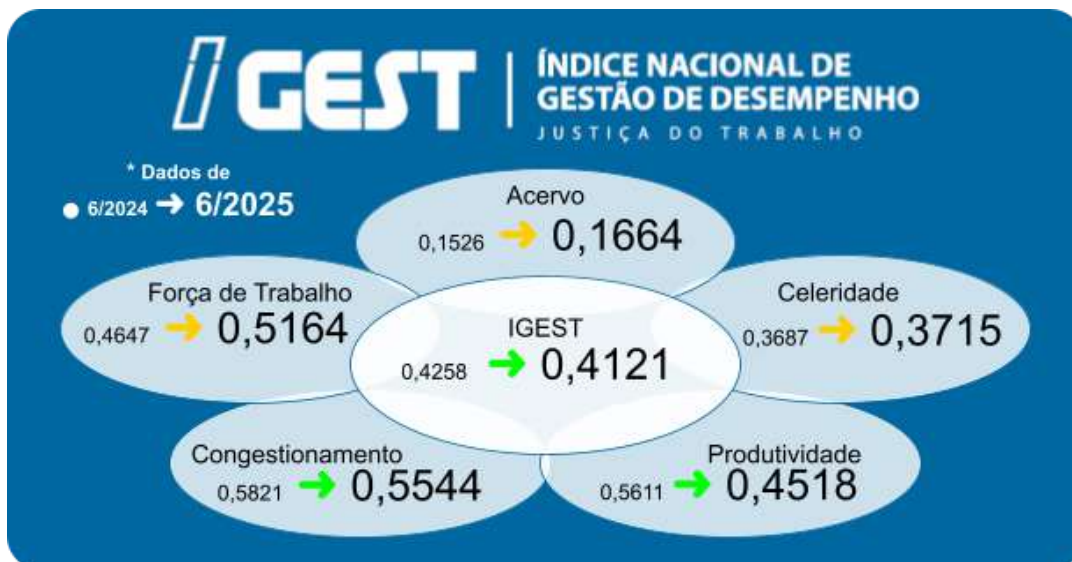 IGEST
ÍNDICE NACIONAL DE
GESTÃO DE DESEMPENHO
JUSTIÇA DO TRABALHO
* Dados de
6/2024 ➔ 6/2025
Acervo
0,1526 ➔ 0,1664
Força de Trabalho
0,4647 ➔ 0,5164
Celeridade
0,3687 ➔ 0,3715
IGEST
0,4258 ➔ 0,4121
Congestionamento
0,5821 ➔ 0,5544
Produtividade
0,5611 ➔ 0,4518